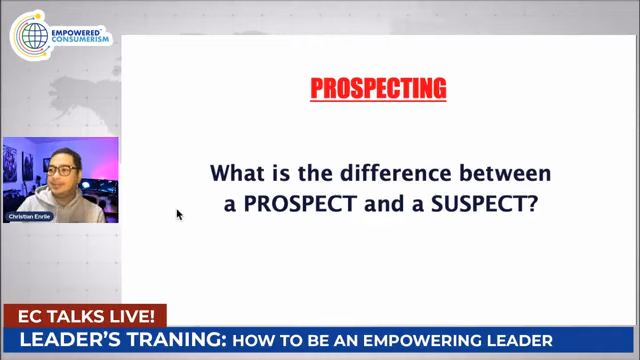 EMPOWERED
CONSUMERISM
PROSPECTING
What is the difference between
a PROSPECT and a SUSPECT?
Christian Enrile
EC TALKS LIVE!
LEADER'S TRANING: HOW TO BE AN EMPOWERING LEADER